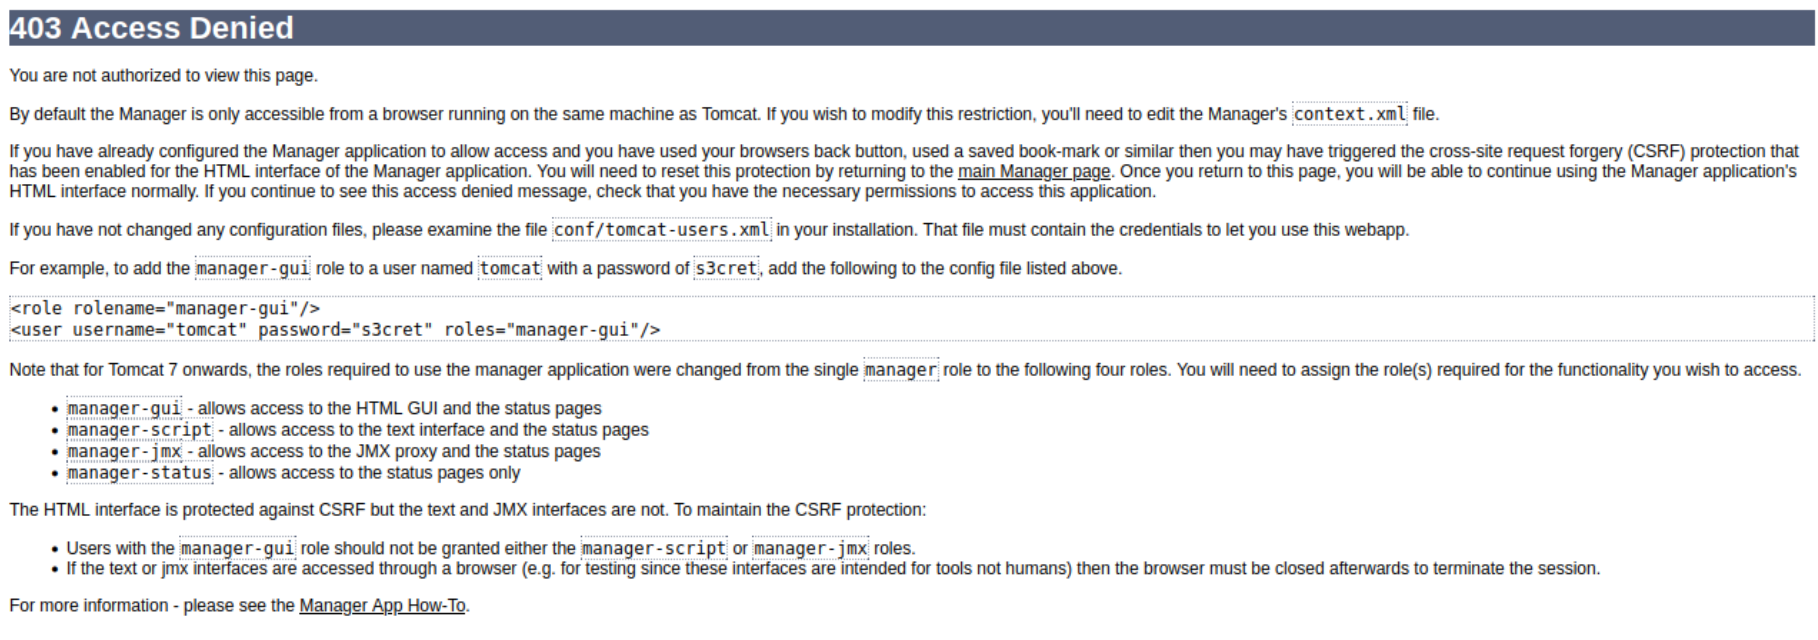 403 Access Denied
You are not authorized to view this page.
By default the Manager is only accessible from a browser running on the same machine as Tomcat. If you wish to modify this restriction, you'll need to edit the Manager's context.xml file.
If you have already configured the Manager application to allow access and you have used your browsers back button, used a saved book-mark or similar then you may have triggered the cross-site request forgery (CSRF) protection that
has been enabled for the HTML interface of the Manager application. You will need to reset this protection by returning to the main Manager page. Once you return to this page, you will be able to continue using the Manager application's
HTML interface normally. If you continue to see this access denied message, check that you have the necessary permissions to access this application.
If you have not changed any configuration files, please examine the file conf/tomcat-users.xml in your installation. That file must contain the credentials to let you use this webapp.
For example, to add the manager-gui role to a user named tomcat with a password of s3cret, add the following to the config file listed above.
<role rolename="manager-gui"/>
<user username="tomcat" password="s3cret" roles="manager-gui"/>
Note that for Tomcat 7 onwards, the roles required to use the manager application were changed from the single manager role to the following four roles. You will need to assign the role(s) required for the functionality you wish to access.
• manager-gui - allows access to the HTML GUI and the status pages
• manager-script - allows access to the text interface and the status pages
• manager-jmx - allows access to the JMX proxy and the status pages
• manager-status - allows access to the status pages only
The HTML interface is protected against CSRF but the text and JMX interfaces are not. To maintain the CSRF protection:
• Users with the manager-gui role should not be granted either the manager-script or manager-jmx roles.
• If the text or jmx interfaces are accessed through a browser (e.g. for testing since these interfaces are intended for tools not humans) then the browser must be closed afterwards to terminate the session.
For more information - please see the Manager App How-To.